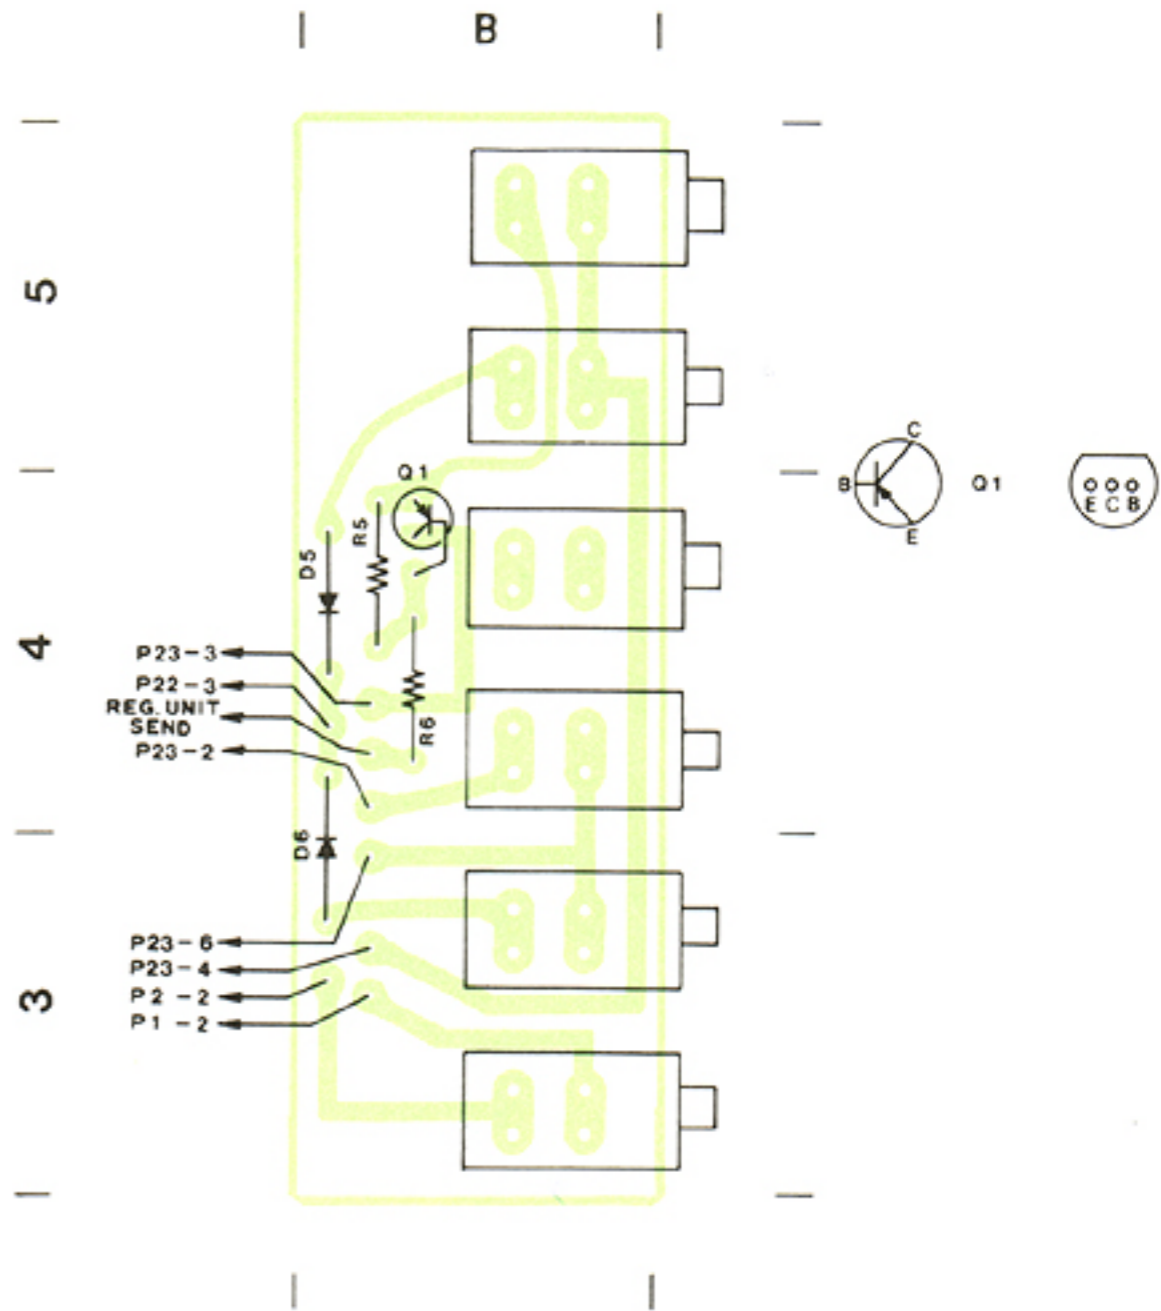 B
5
C
B
Q1
E C B
E
Q1
R5
D5
4
P23-3
P22-3
REG. UNIT
SEND
P23-2
R6
D6
P23-6
P23-4
3
P2 -2
P1 -2